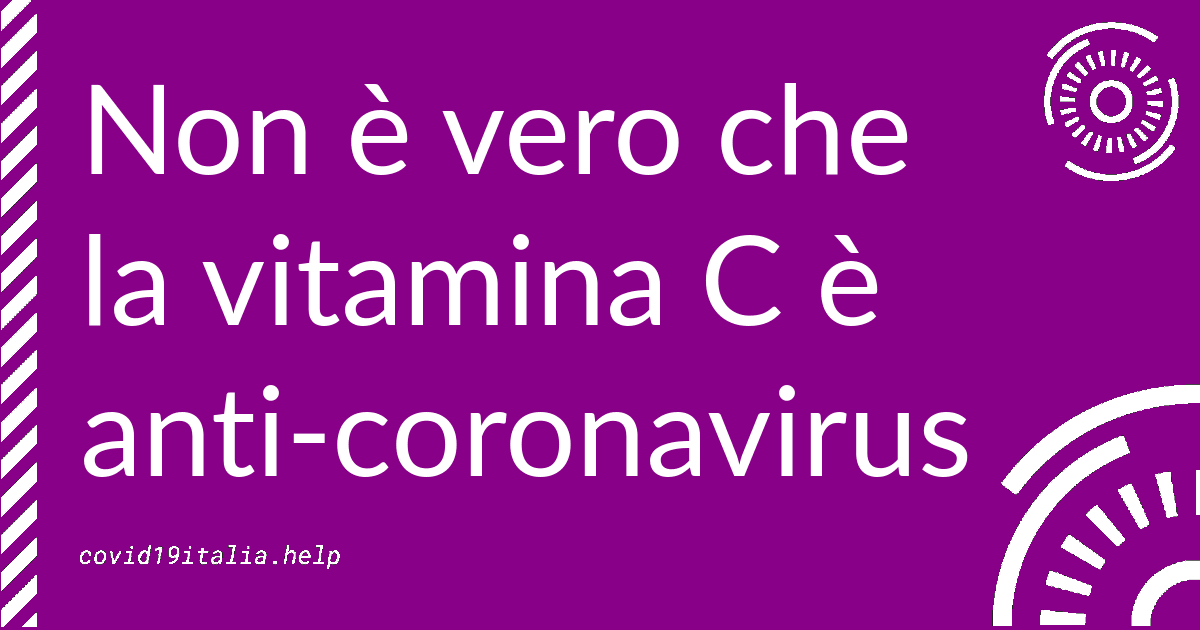 Non è vero che
la vitamina C è
anti-coronavirus
covid19italia.help